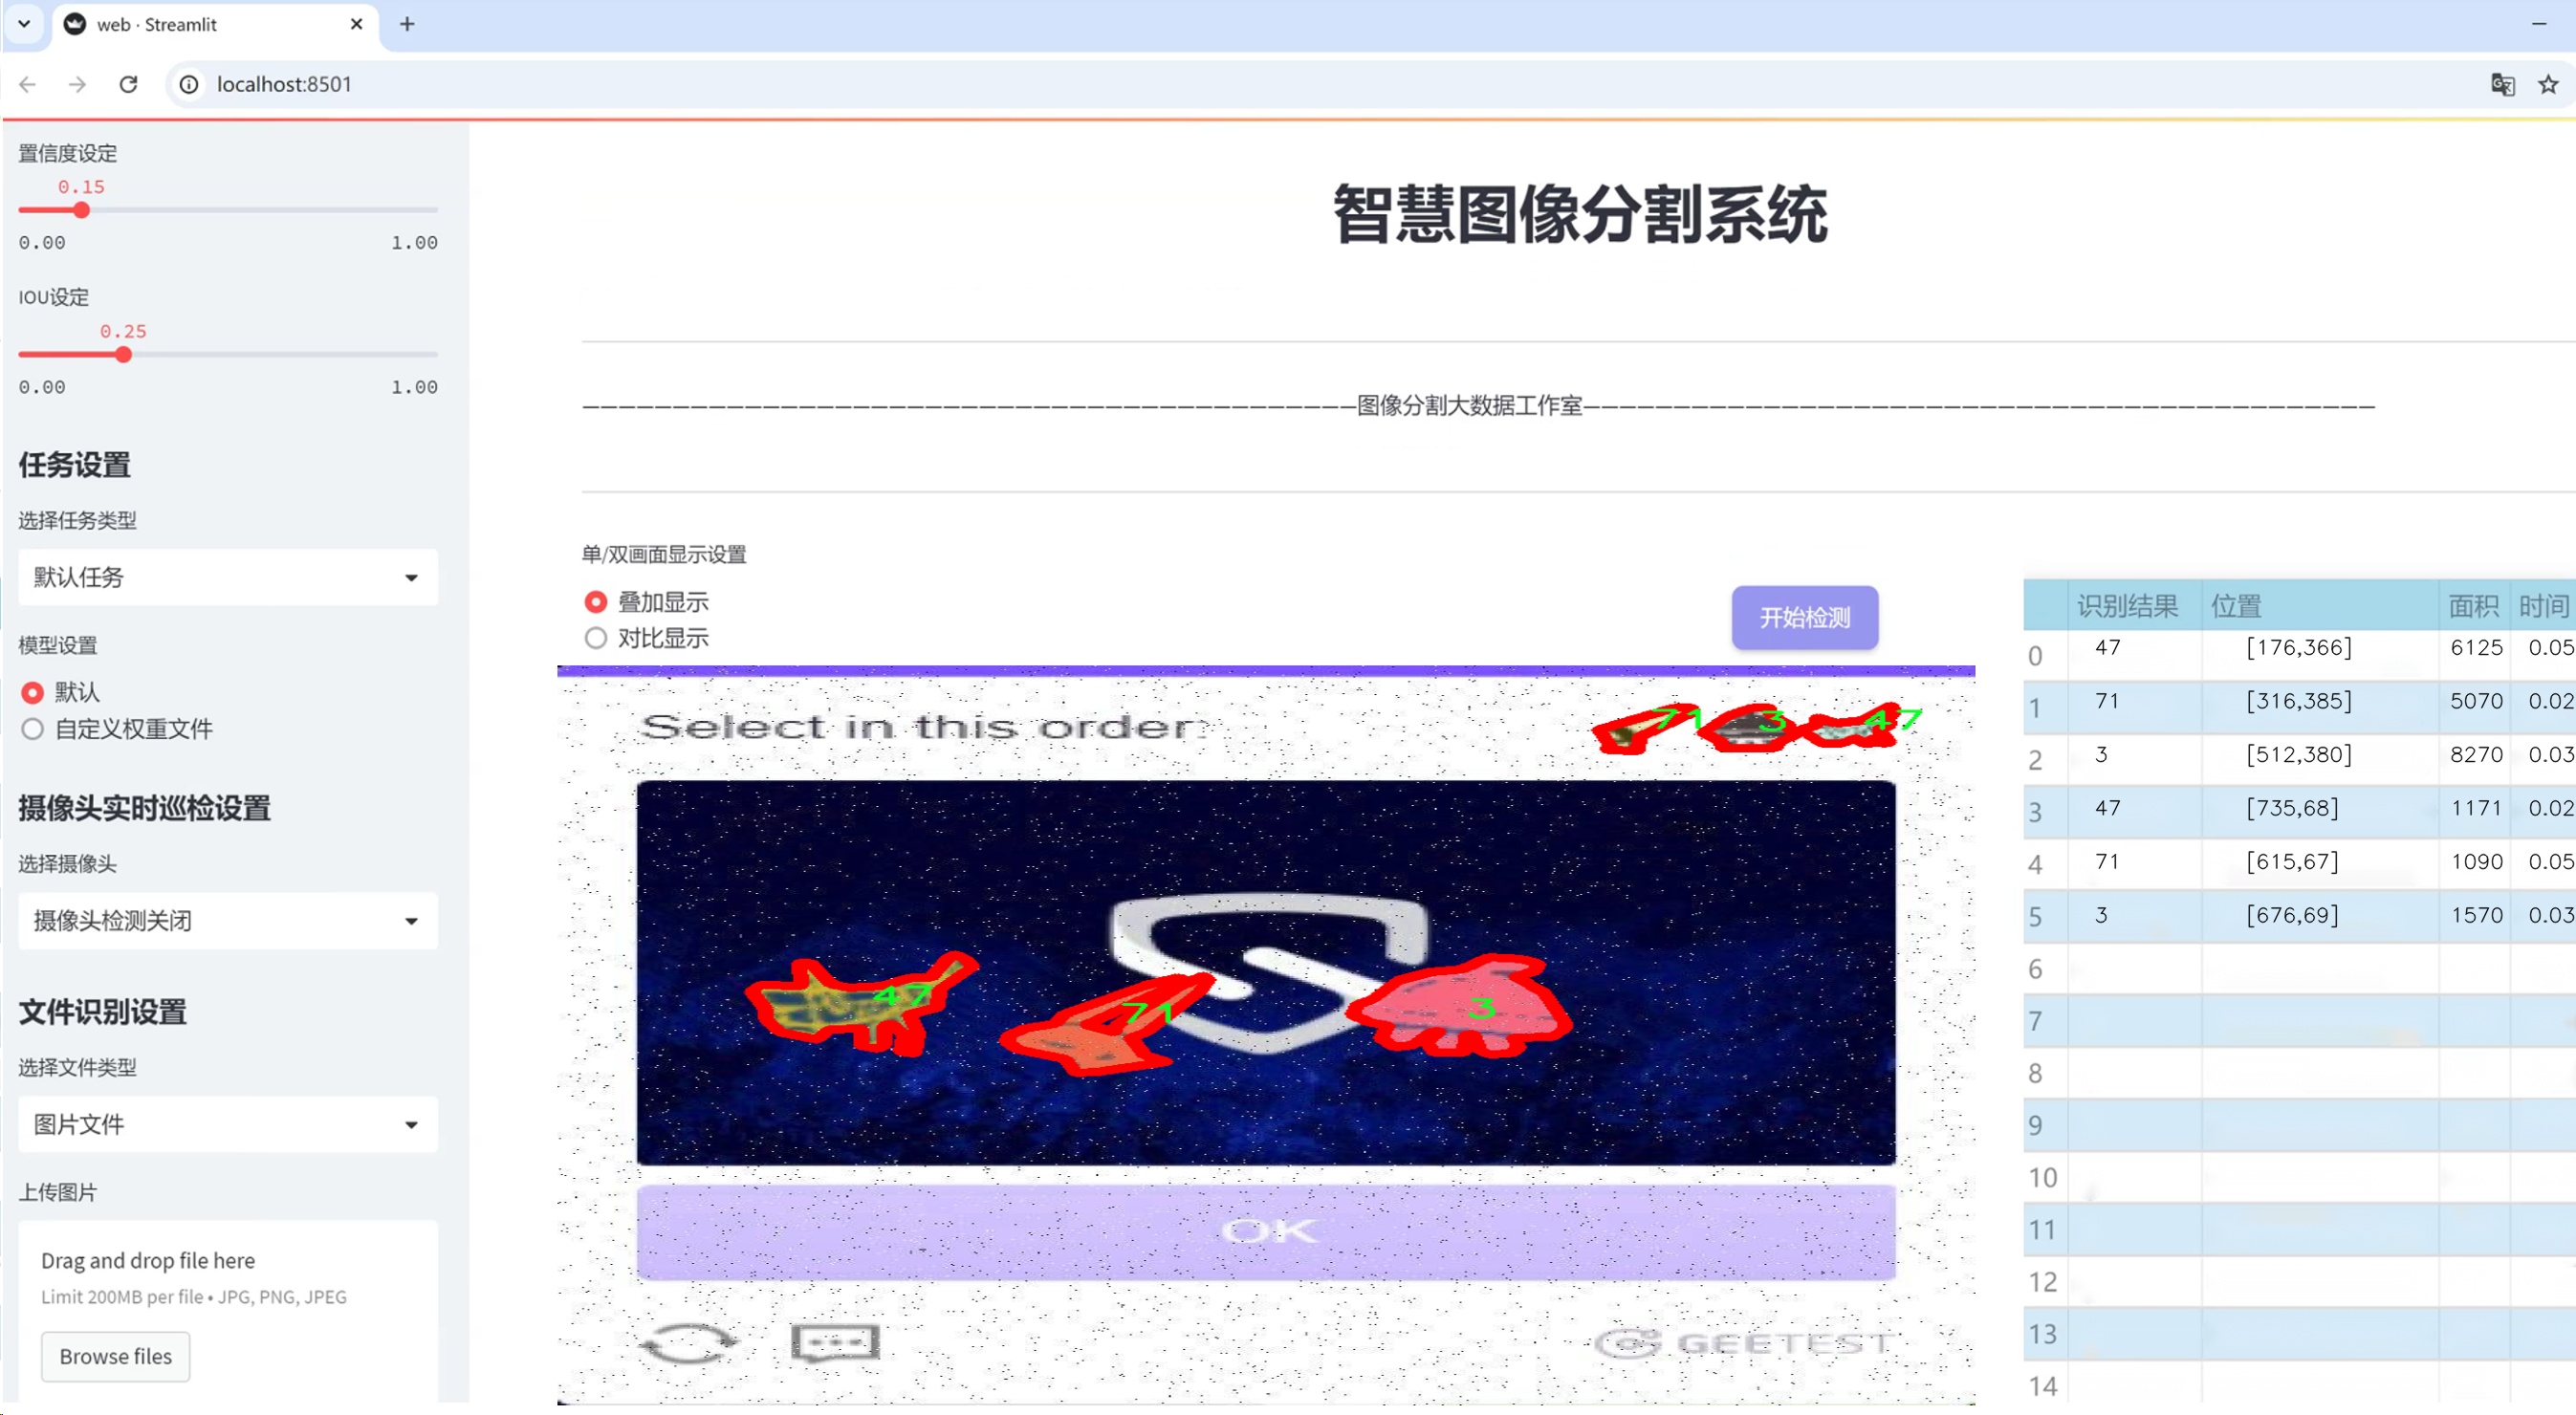 web · Streamlit
localhost:8501
置信度设定
0.15
0.00 1.00
IOU设定
0.25
0.00 1.00
任务设置
选择任务类型
默认任务
模型设置
默认
自定义权重文件
摄像头实时巡检设置
选择摄像头
摄像头检测关闭
文件识别设置
选择文件类型
图片文件
上传图片
Drag and drop file here
Limit 200MB per file • JPG, PNG, JPEG
Browse files
智慧图像分割系统
图像分割大数据工作室
单/双画面显示设置
叠加显示
对比显示
开始检测
Select in this order:
71 3 47
47 71 3
OK
GEETEST
识别结果 位置 面积 时间
0 47 [176,366] 6125 0.05
1 71 [316,385] 5070 0.02
2 3 [512,380] 8270 0.03
3 47 [735,68] 1171 0.02
4 71 [615,67] 1090 0.05
5 3 [676,69] 1570 0.03
6
7
8
9
10
11
12
13
14